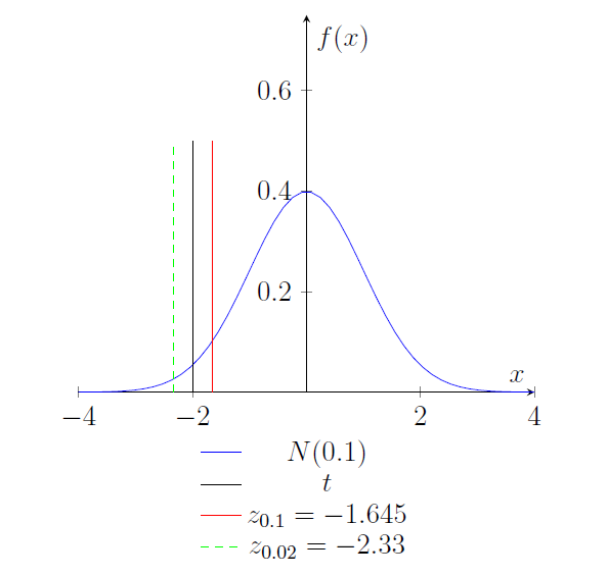 f(x)
0.6
0.4
0.2
x
−4 −2 2 4
N(0.1)
t
z₀.₁ = −1.645
z₀.₀₂ = −2.33